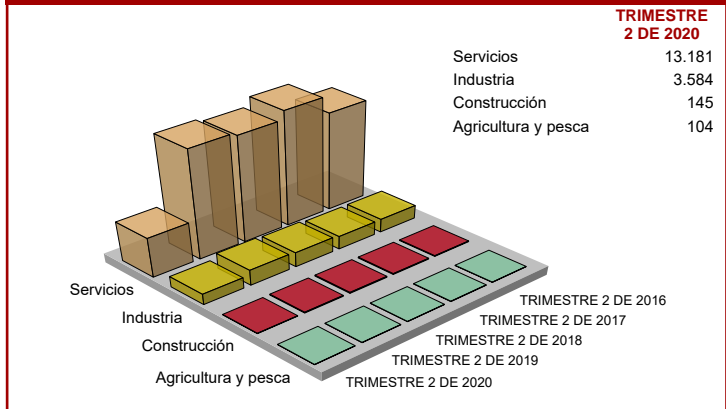 TRIMESTRE
2 DE 2020
Servicios 13.181
Industria 3.584
Construcción 145
Agricultura y pesca 104
Servicios
Industria
Construcción
Agricultura y pesca
TRIMESTRE 2 DE 2016
TRIMESTRE 2 DE 2017
TRIMESTRE 2 DE 2018
TRIMESTRE 2 DE 2019
TRIMESTRE 2 DE 2020